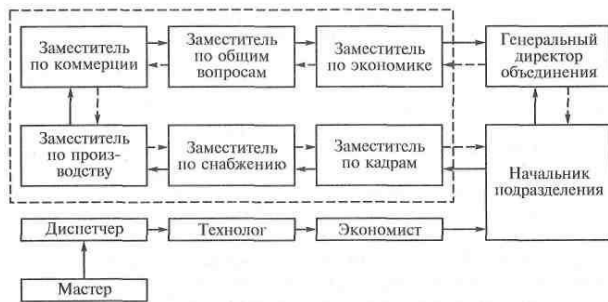 Заместитель
по коммерции
Заместитель
по общим
вопросам
Заместитель
по экономике
Генеральный
директор
объединения
Заместитель
по произ-
водству
Заместитель
по снабжению
Заместитель
по кадрам
Начальник
подразделения
Диспетчер
Технолог
Экономист
Мастер